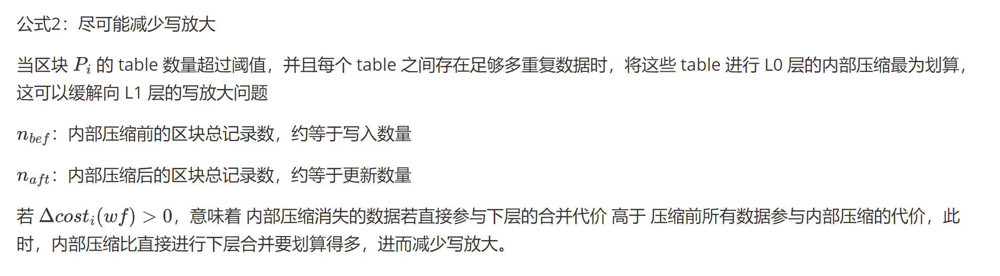 公式2：尽可能减少写放大
当区块 P_i 的 table 数量超过阈值，并且每个 table 之间存在足够多重复数据时，将这些 table 进行 L0 层的内部压缩最为划算，
这可以缓解向 L1 层的写放大问题
n_{bef}：内部压缩前的区块总记录数，约等于写入数量
n_{aft}：内部压缩后的区块总记录数，约等于更新数量
若 Δcost_i(wf) > 0，意味着 内部压缩消失的数据若直接参与下层的合并代价 高于 压缩前所有数据参与内部压缩的代价，此
时，内部压缩比直接进行下层合并要划算得多，进而减少写放大。